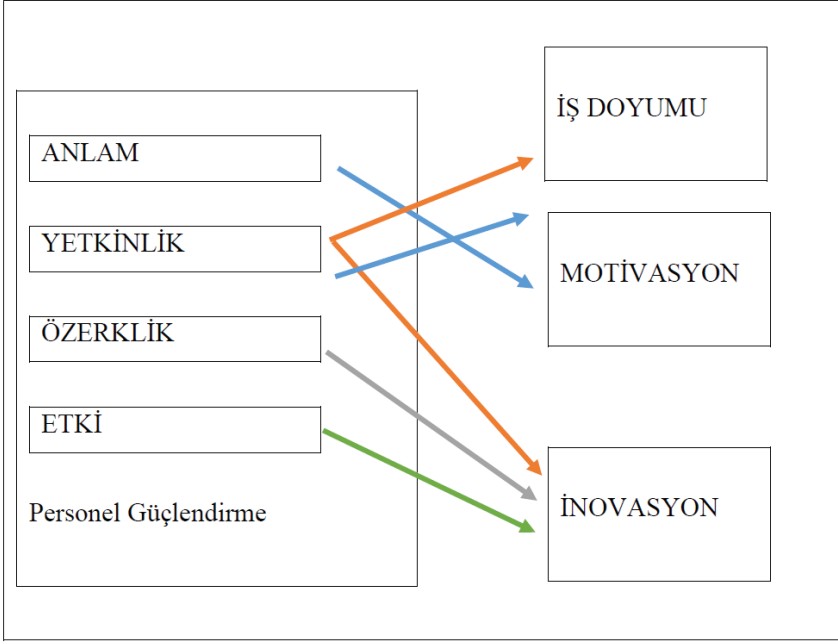 ANLAM
YETKİNLİK
ÖZERKLİK
ETKİ
Personel Güçlendirme
İŞ DOYUMU
MOTİVASYON
İNOVASYON